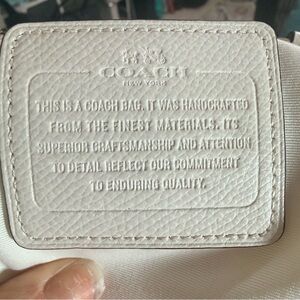 COACH
NEW YORK
THIS IS A COACH BAG. IT WAS HANDCRAFTED
FROM THE FINEST MATERIALS. ITS
SUPERIOR CRAFTSMANSHIP AND ATTENTION
TO DETAIL REFLECT OUR COMMITMENT
TO ENDURING QUALITY.